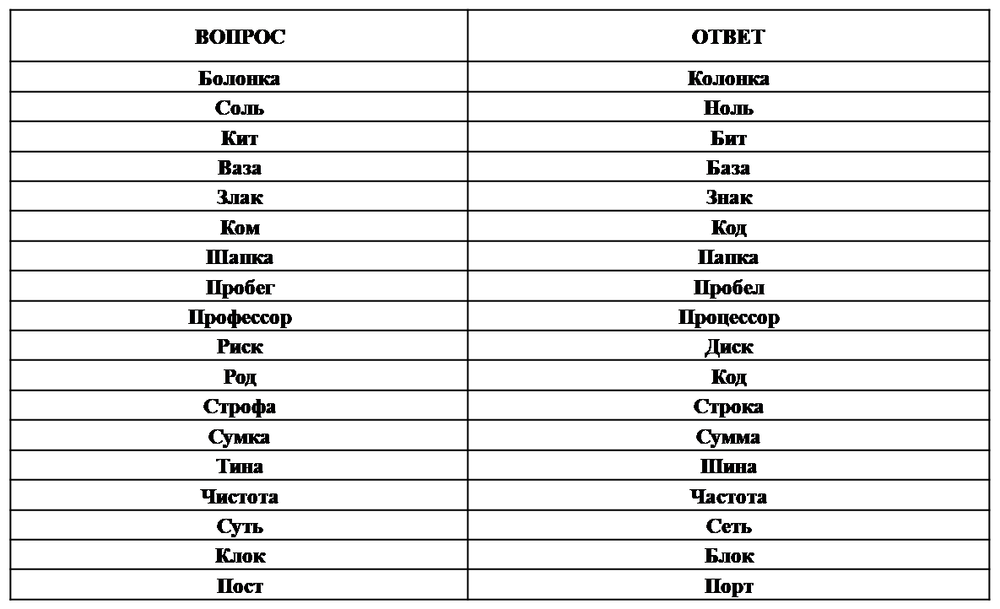 ВОПРОС ОТВЕТ
Болонка Колонка
Соль Ноль
Кит Бит
Ваза База
Злак Знак
Ком Код
Шапка Папка
Пробег Пробел
Профессор Процессор
Риск Диск
Род Код
Строфа Строка
Сумка Сумма
Тина Шина
Чистота Частота
Суть Сеть
Клок Блок
Пост Порт